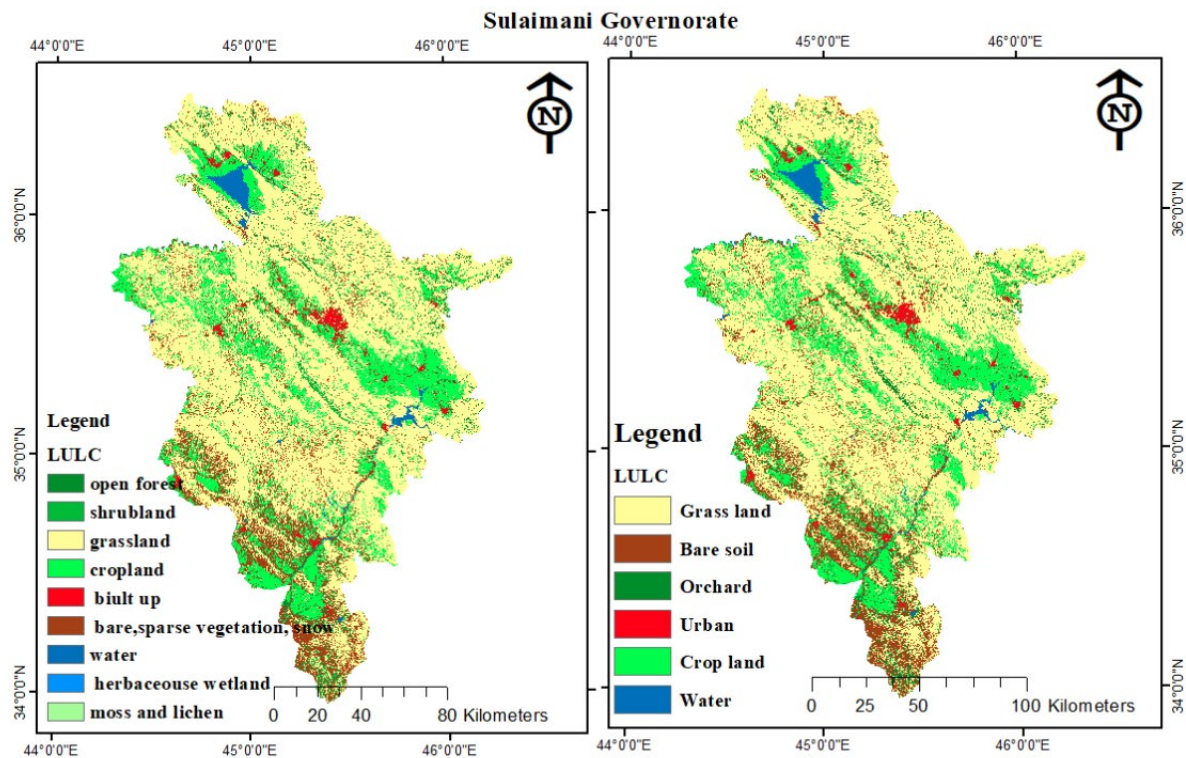 Sulaimani Governorate
44°0'0"E 45°0'0"E 46°0'0"E
44°0'0"E 45°0'0"E 46°0'0"E
N
36°0'0"N
35°0'0"N
34°0'0"N
Legend
LULC
open forest
shrubland
grassland
cropland
biult up
bare,sparse vegetation, snow
water
herbaceouse wetland
moss and lichen
0 20 40 80 Kilometers
44°0'0"E 45°0'0"E 46°0'0"E
N
Legend
LULC
Grass land
Bare soil
Orchard
Urban
Crop land
Water
0 25 50 100 Kilometers
36°0'0"N
35°0'0"N
34°0'0"N
44°0'0"E 45°0'0"E 46°0'0"E